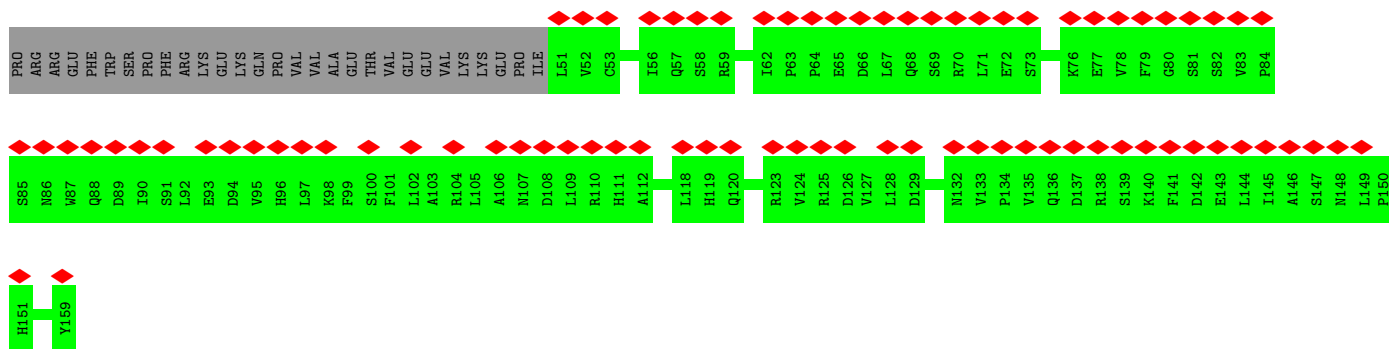 PRO ARG ARG GLU PHE TRP SER PRO PHE ARG LYS GLU LYS GLN PRO VAL VAL ALA GLU THR VAL GLU GLU VAL LYS LYS GLU PRO ILE L51 V52 C53 I56 Q57 S58 R59 I62 P63 P64 E65 D66 L67 Q68 S69 R70 L71 E72 S73 K76 E77 V78 F79 G80 S81 S82 V83 P84
S85 N86 W87 Q88 D89 I90 S91 L92 E93 D94 V95 H96 L97 K98 F99 S100 F101 L102 A103 R104 L105 A106 N107 D108 L109 R110 H111 A112 L118 H119 Q120 R123 V124 R125 D126 V127 L128 D129 N132 V133 P134 V135 Q136 D137 R138 S139 K140 F141 D142 E143 L144 I145 A146 S147 N148 L149 P150
H151 Y159